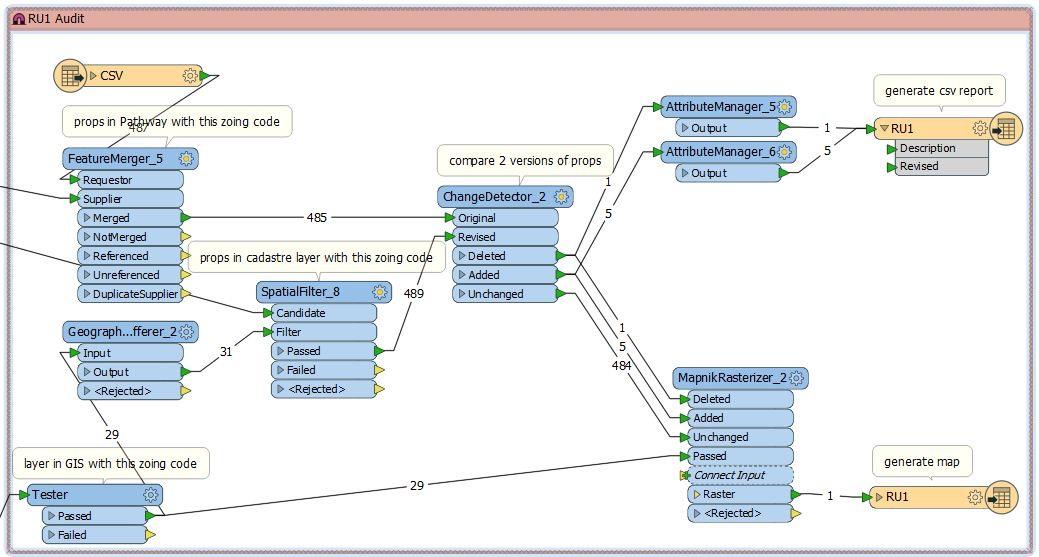 RU1 Audit
CSV
props in Pathway with this zoing code
487
FeatureMerger_5
Requestor
Supplier
Merged
NotMerged
Referenced
Unreferenced
DuplicateSupplier
485
compare 2 versions of props
ChangeDetector_2
Original
Revised
Deleted
Added
Unchanged
props in cadastre layer with this zoing code
SpatialFilter_8
Candidate
Filter
Passed
Failed
<Rejected>
489
Geograph...fferer_2
Input
Output
<Rejected>
31
29
layer in GIS with this zoing code
Tester
Passed
Failed
29
1
5
AttributeManager_5
Output
1
AttributeManager_6
Output
5
generate csv report
RU1
Description
Revised
1
5
484
MapnikRasterizer_2
Deleted
Added
Unchanged
Passed
Connect Input
Raster
<Rejected>
1
generate map
RU1